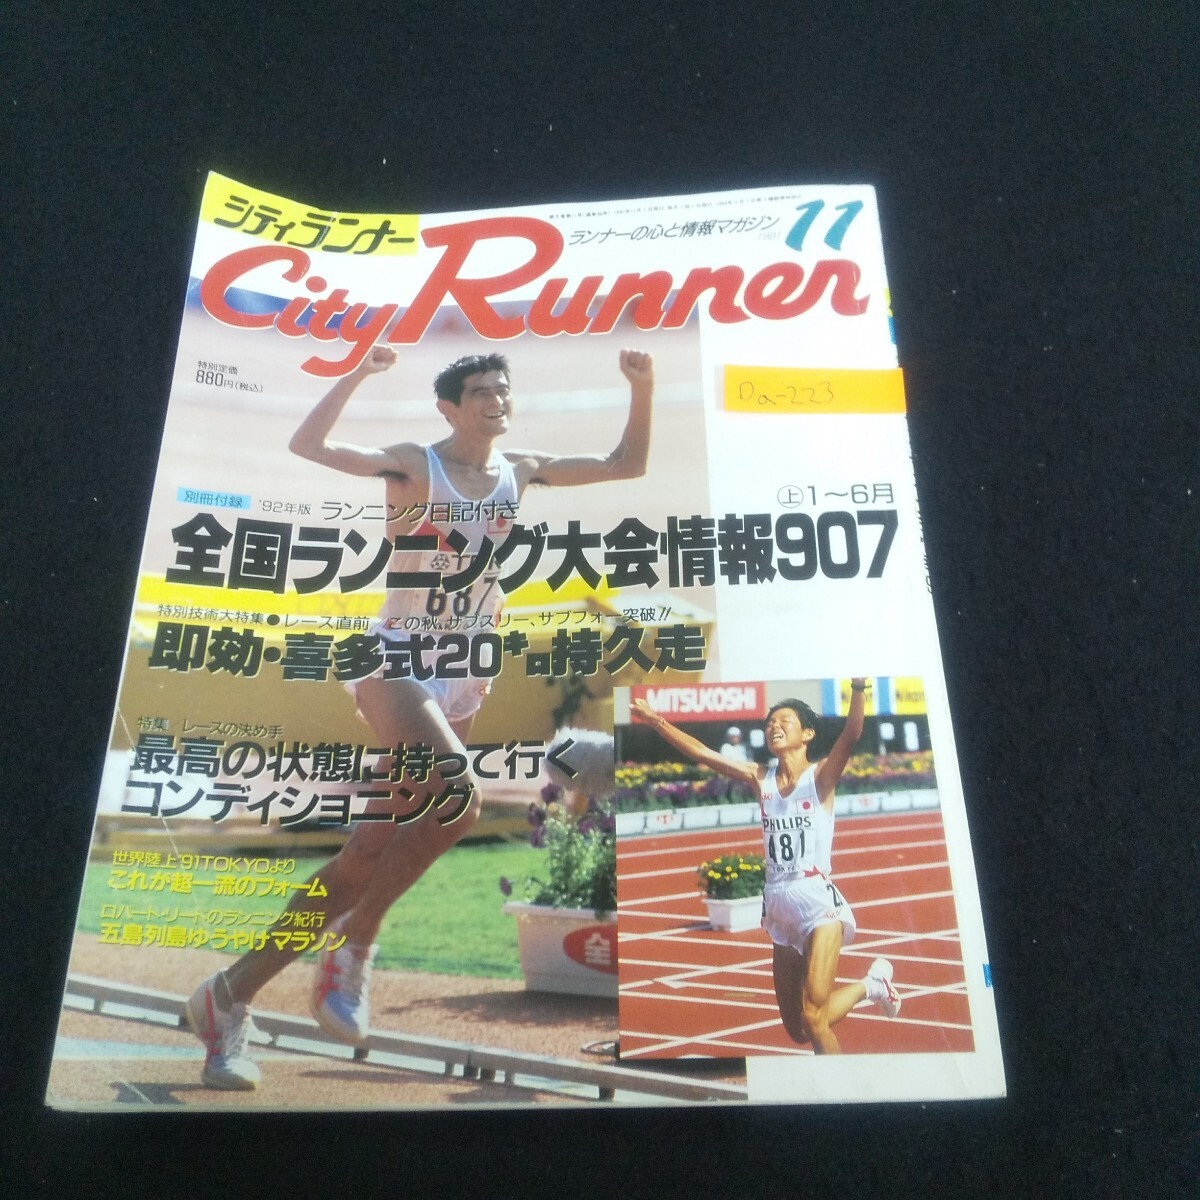 シティランナー
ランナーの心と情報マガジン
1991
11
City Runner
特別定価
880円(税込)
Da-223
別冊付録
'92年版 ランニング日記付き
上1〜6月
全国ランニング大会情報907
特別技術大特集●レース直前 この秋、サブスリー、サブフォー突破!!
即効・喜多式20㌔持久走
特集 レースの決め手
最高の状態に持って行く
コンディショニング
世界陸上'91TOKYOより
これが超一流のフォーム
ロバート・リードのランニング紀行
五島列島ゆうやけマラソン
TDK
687
MITSUKOSHI
PHILIPS
481
TOKYO
全